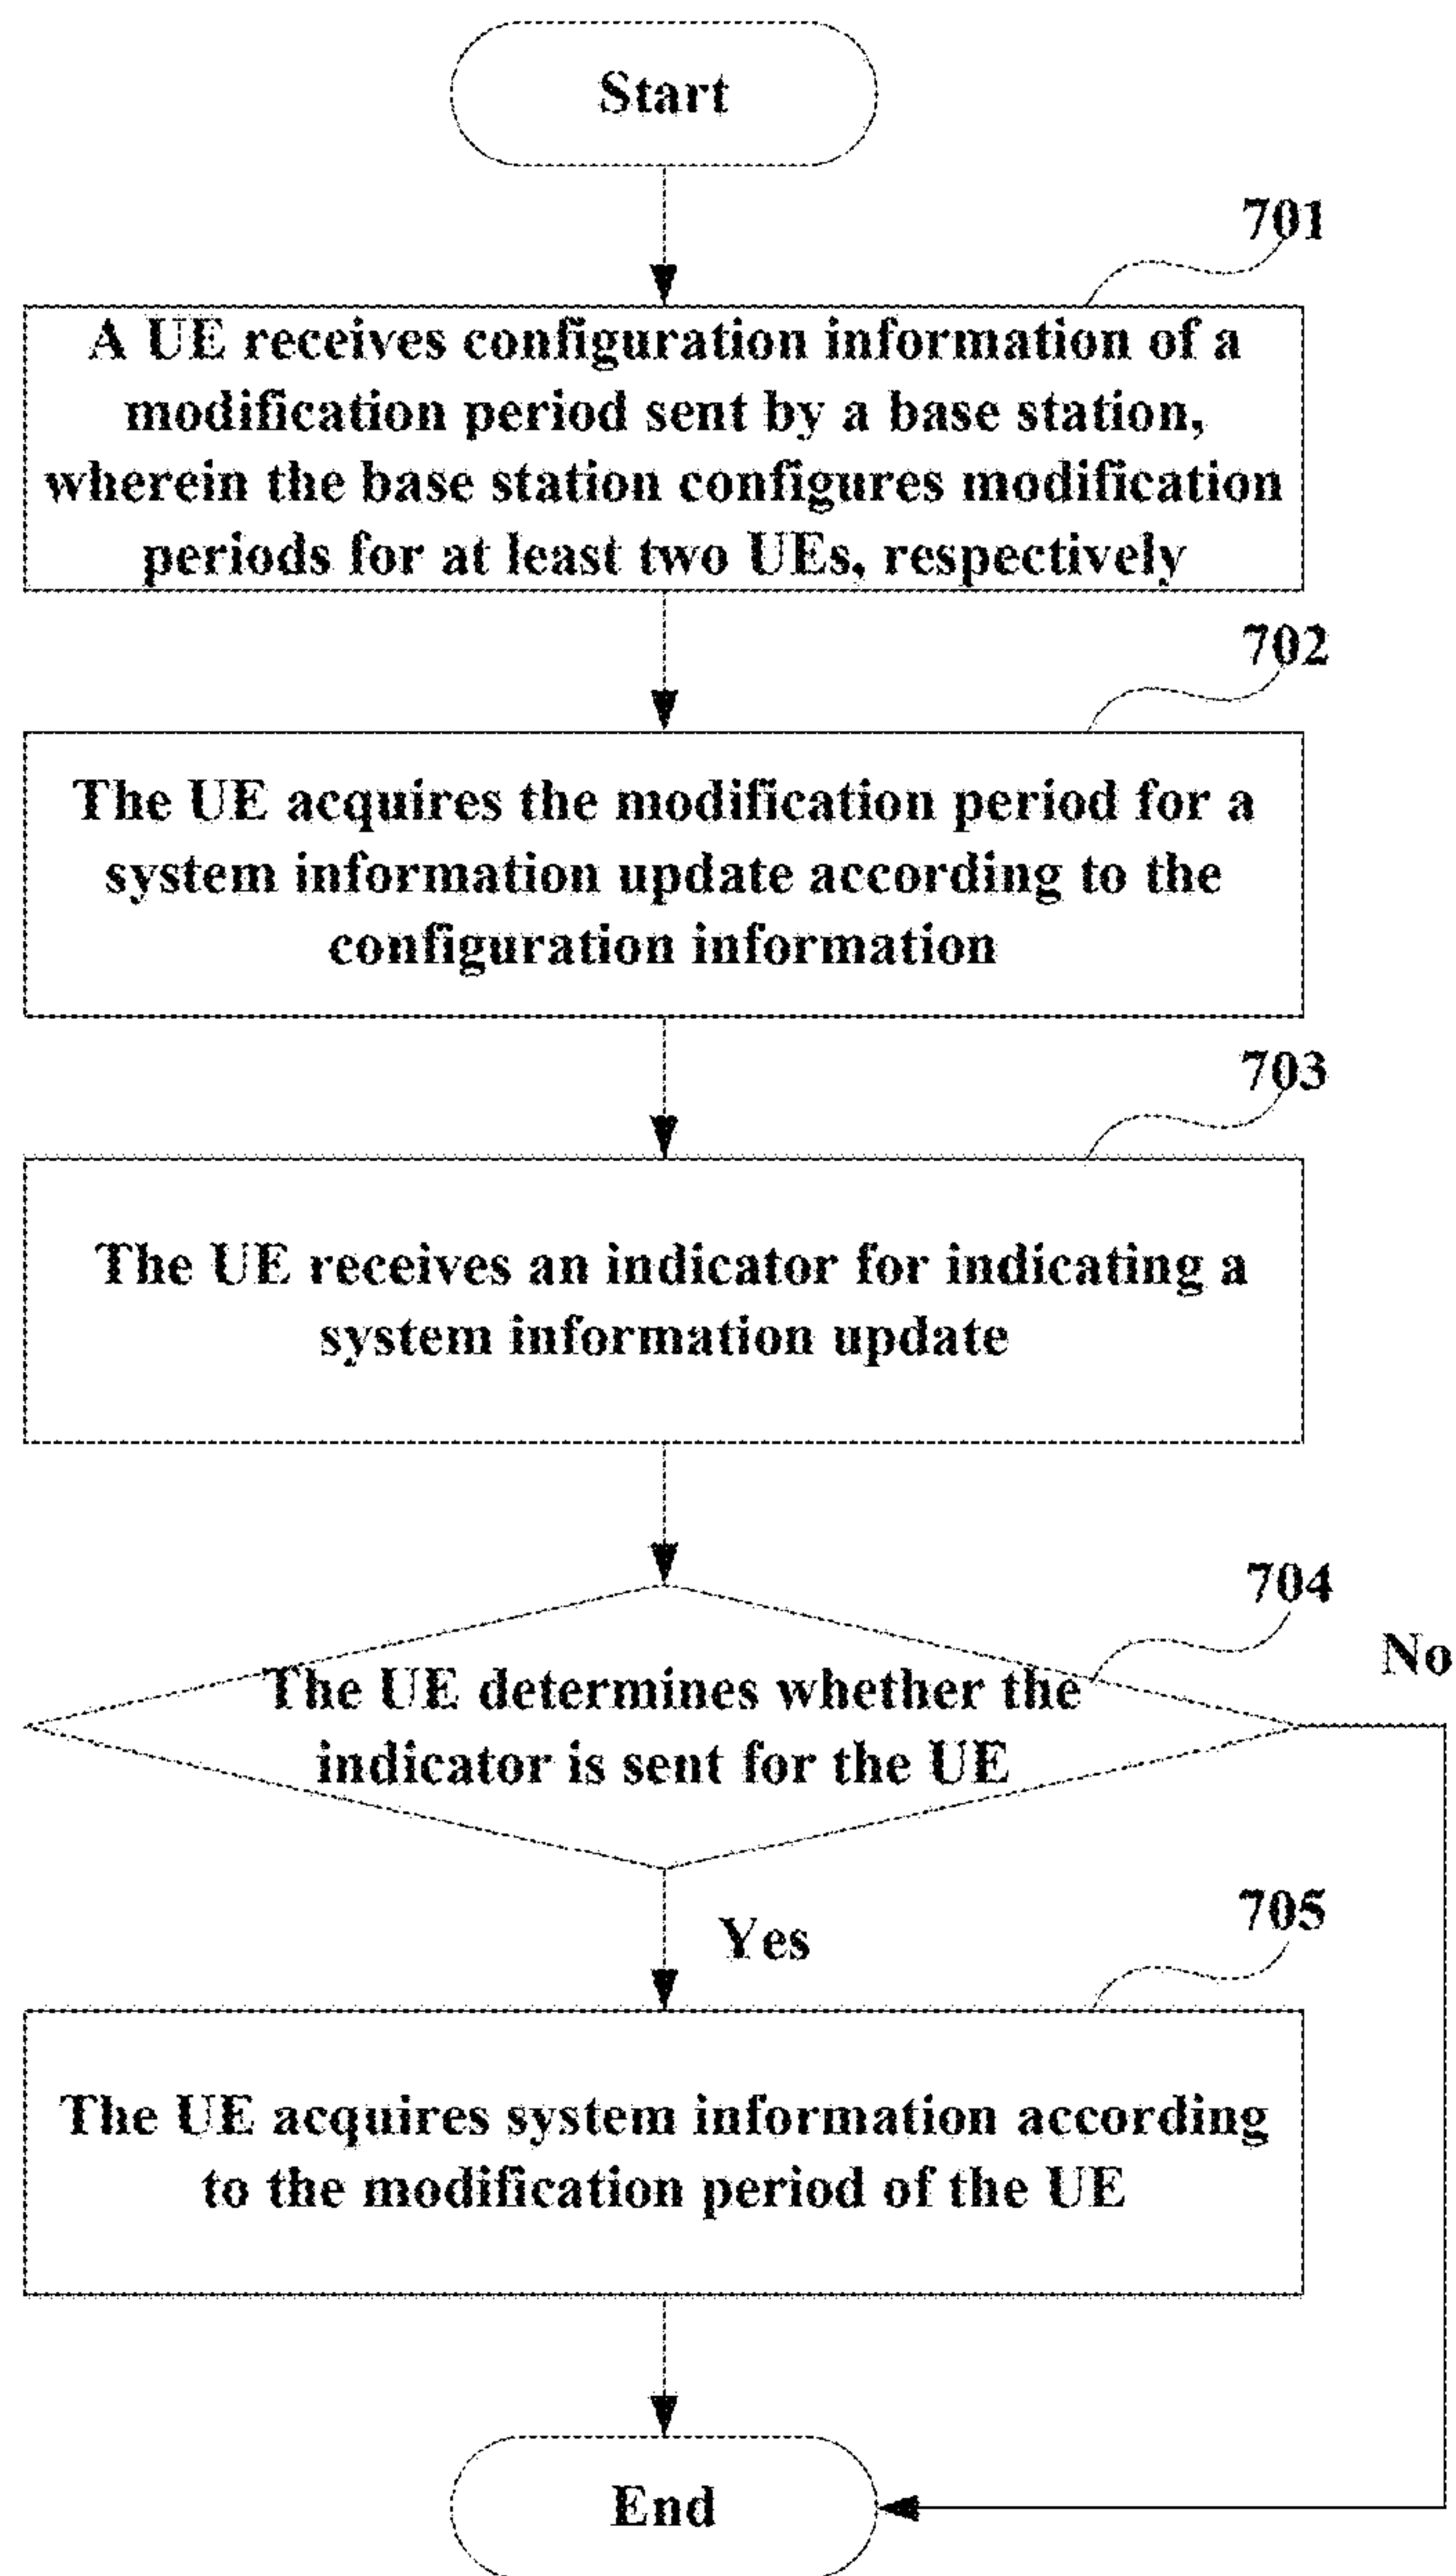 Start
701
A UE receives configuration information of a
modification period sent by a base station,
wherein the base station configures modification
periods for at least two UEs, respectively
702
The UE acquires the modification period for a
system information update according to the
configuration information
703
The UE receives an indicator for indicating a
system information update
704
No
The UE determines whether the
indicator is sent for the UE
Yes
705
The UE acquires system information according
to the modification period of the UE
End